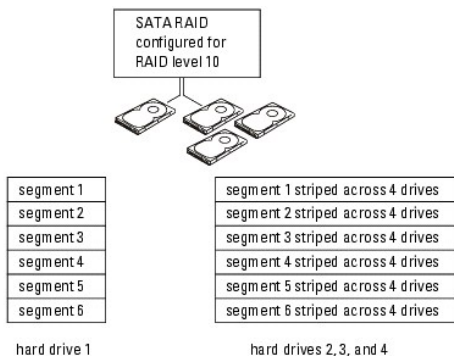 SATA RAID
configured for
RAID level 10
segment 1
segment 2
segment 3
segment 4
segment 5
segment 6
hard drive 1
segment 1 striped across 4 drives
segment 2 striped across 4 drives
segment 3 striped across 4 drives
segment 4 striped across 4 drives
segment 5 striped across 4 drives
segment 6 striped across 4 drives
hard drives 2, 3, and 4